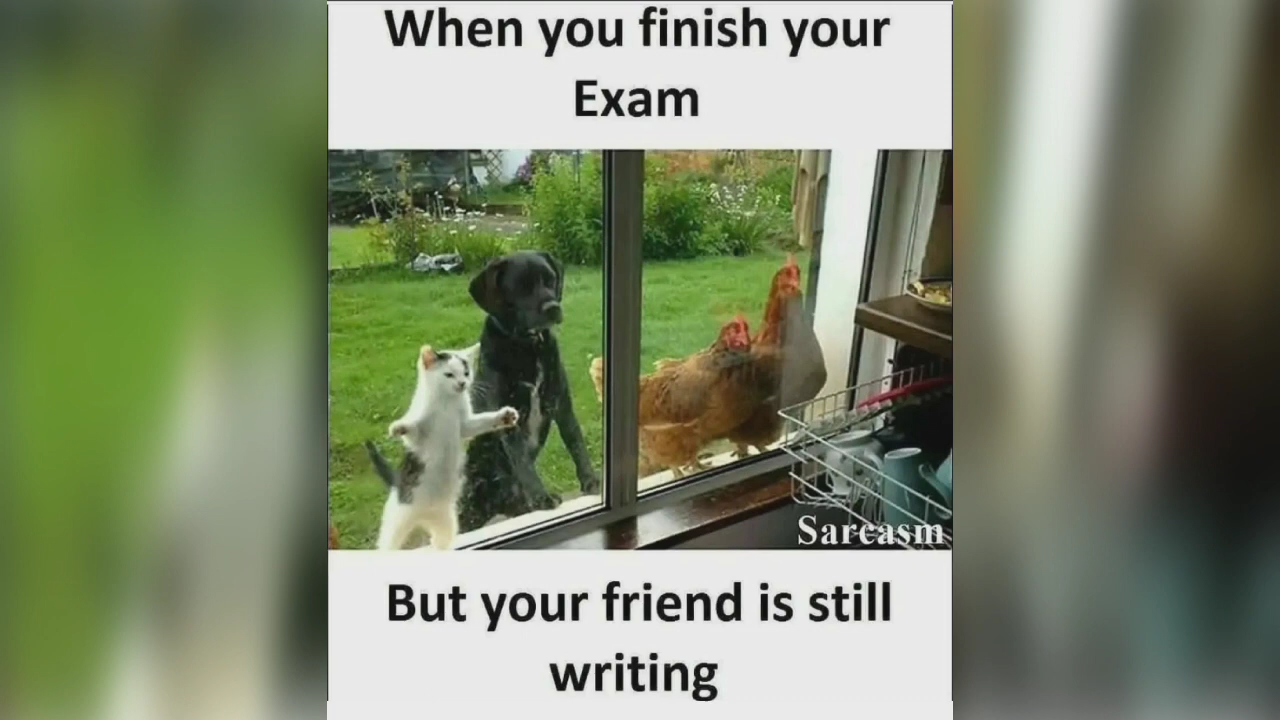 When you finish your
Exam
Sarcasm
But your friend is still
writing